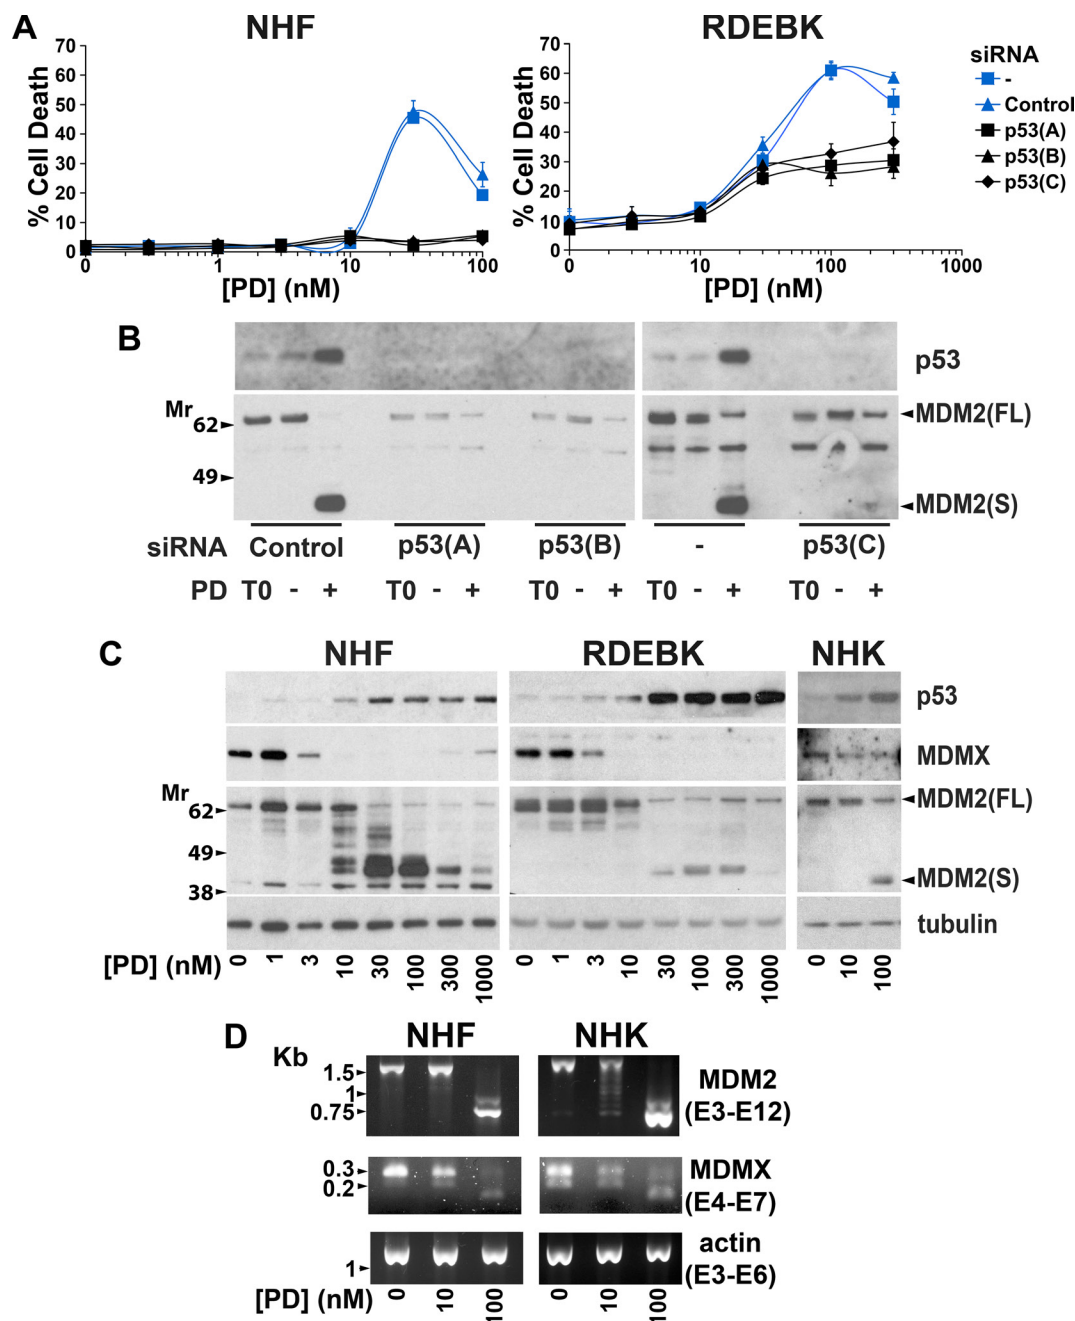 A NHF RDEBK
70
60
50
40
30
20
10
0
% Cell Death
0 1 10 100
[PD] (nM)
70
60
50
40
30
20
10
0
% Cell Death
0 10 100 1000
[PD] (nM)
siRNA
-
Control
p53(A)
p53(B)
p53(C)
B
p53
Mr
62
49
MDM2(FL)
MDM2(S)
siRNA Control p53(A) p53(B) - p53(C)
PD T0 - + T0 - + T0 - + T0 - + T0 - +
C NHF RDEBK NHK
p53
MDMX
Mr
62
49
38
MDM2(FL)
MDM2(S)
tubulin
[PD] (nM) 0 1 3 10 30 100 300 1000 0 1 3 10 30 100 300 1000 0 10 100
D NHF NHK
Kb
1.5
1
0.75
MDM2
(E3-E12)
0.3
0.2
MDMX
(E4-E7)
1
actin
(E3-E6)
[PD] (nM) 0 10 100 0 10 100